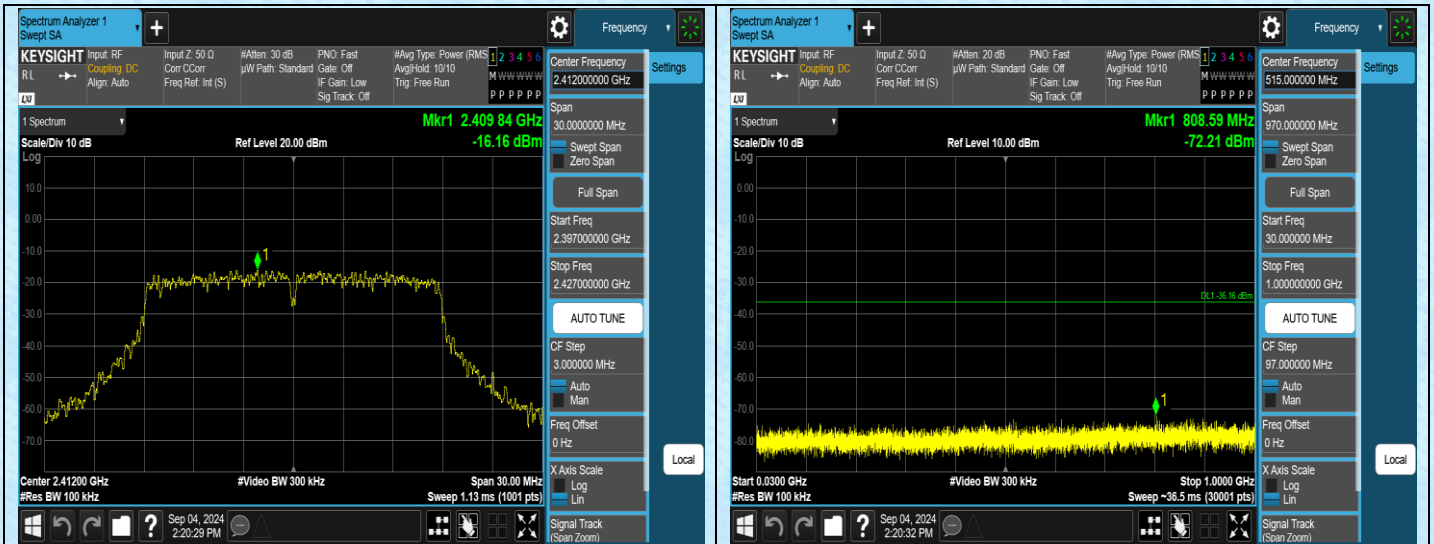 Spectrum Analyzer 1
Swept SA
Frequency
KEYSIGHT
RL
LXI
Input: RF
Coupling: DC
Align: Auto
Input Z: 50 Ω
Corr CCorr
Freq Ref: Int (S)
#Atten: 30 dB
µW Path: Standard
PNO: Fast
Gate: Off
IF Gain: Low
Sig Track: Off
#Avg Type: Power (RMS
Avg|Hold: 10/10
Trig: Free Run
1 2 3 4 5 6
M W W W W W
P P P P P P
Center Frequency
2.412000000 GHz
Settings
1 Spectrum
Mkr1 2.409 84 GHz
Scale/Div 10 dB
Ref Level 20.00 dBm
-16.16 dBm
Log
10.0
0.00
-10.0
-20.0
-30.0
-40.0
-50.0
-60.0
-70.0
1
Span
30.0000000 MHz
Swept Span
Zero Span
Full Span
Start Freq
2.397000000 GHz
Stop Freq
2.427000000 GHz
AUTO TUNE
CF Step
3.000000 MHz
Auto
Man
Freq Offset
0 Hz
X Axis Scale
Log
Lin
Signal Track
(Span Zoom)
Local
Center 2.41200 GHz
#Video BW 300 kHz
Span 30.00 MHz
#Res BW 100 kHz
Sweep 1.13 ms (1001 pts)
?
Sep 04, 2024
2:20:29 PM
Spectrum Analyzer 1
Swept SA
Frequency
KEYSIGHT
RL
LXI
Input: RF
Coupling: DC
Align: Auto
Input Z: 50 Ω
Corr CCorr
Freq Ref: Int (S)
#Atten: 20 dB
µW Path: Standard
PNO: Fast
Gate: Off
IF Gain: Low
Sig Track: Off
#Avg Type: Power (RMS
Avg|Hold: 10/10
Trig: Free Run
1 2 3 4 5 6
M W W W W W
P P P P P P
Center Frequency
515.000000 MHz
Settings
1 Spectrum
Mkr1 808.59 MHz
Scale/Div 10 dB
Ref Level 10.00 dBm
-72.21 dBm
Log
0.00
-10.0
-20.0
-30.0
-40.0
-50.0
-60.0
-70.0
-80.0
DL1 -36.16 dBm
1
Span
970.000000 MHz
Swept Span
Zero Span
Full Span
Start Freq
30.000000 MHz
Stop Freq
1.000000000 GHz
AUTO TUNE
CF Step
97.000000 MHz
Auto
Man
Freq Offset
0 Hz
X Axis Scale
Log
Lin
Signal Track
(Span Zoom)
Local
Start 0.0300 GHz
#Video BW 300 kHz
Stop 1.0000 GHz
#Res BW 100 kHz
Sweep ~36.5 ms (30001 pts)
?
Sep 04, 2024
2:20:32 PM